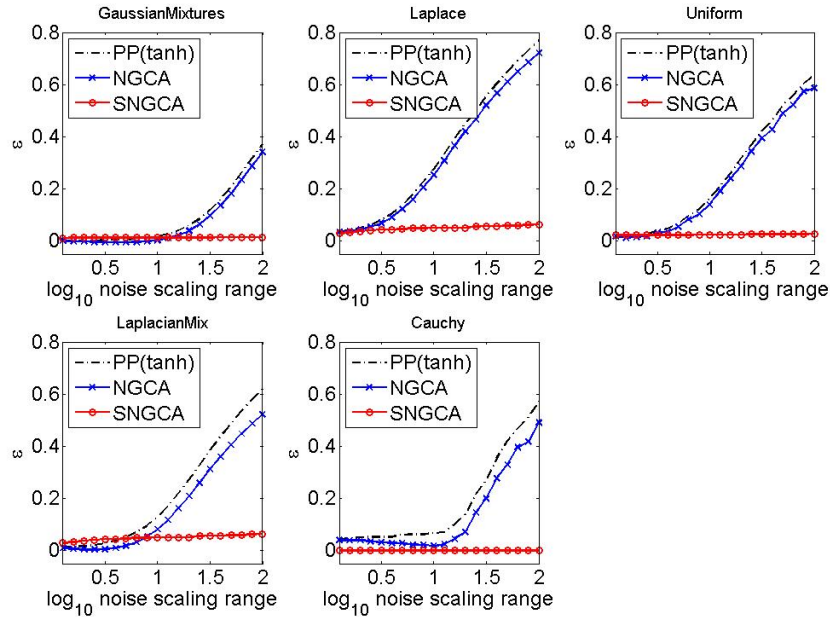 GaussianMixtures
0.8
0.6
0.4
0.2
0
ε
PP(tanh)
NGCA
SNGCA
0.5 1 1.5 2
log10 noise scaling range
Laplace
0.8
0.6
0.4
0.2
0
ε
PP(tanh)
NGCA
SNGCA
0.5 1 1.5 2
log10 noise scaling range
Uniform
0.8
0.6
0.4
0.2
0
ε
PP(tanh)
NGCA
SNGCA
0.5 1 1.5 2
log10 noise scaling range
LaplacianMix
0.8
0.6
0.4
0.2
0
ε
PP(tanh)
NGCA
SNGCA
0.5 1 1.5 2
log10 noise scaling range
Cauchy
0.8
0.6
0.4
0.2
0
ε
PP(tanh)
NGCA
SNGCA
0.5 1 1.5 2
log10 noise scaling range